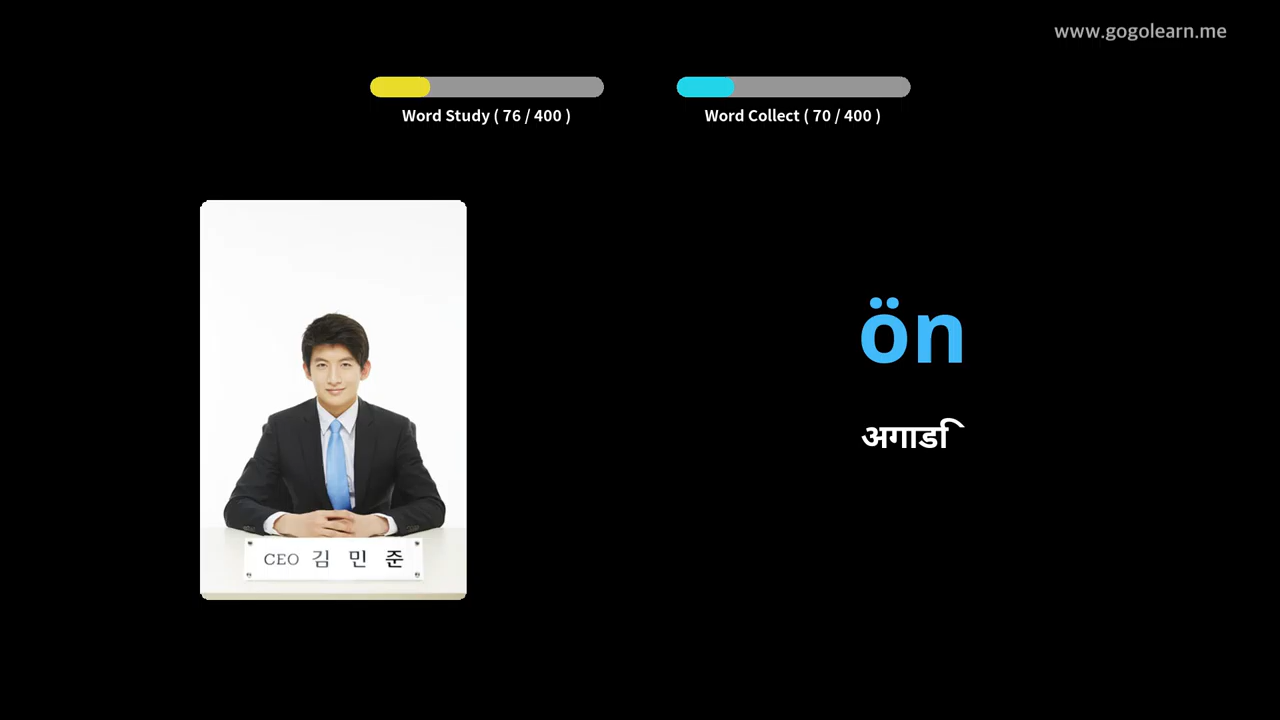 www.gogolearn.me
Word Study ( 76 / 400 )
Word Collect ( 70 / 400 )
ön
अगाडि
CEO 김 민 준